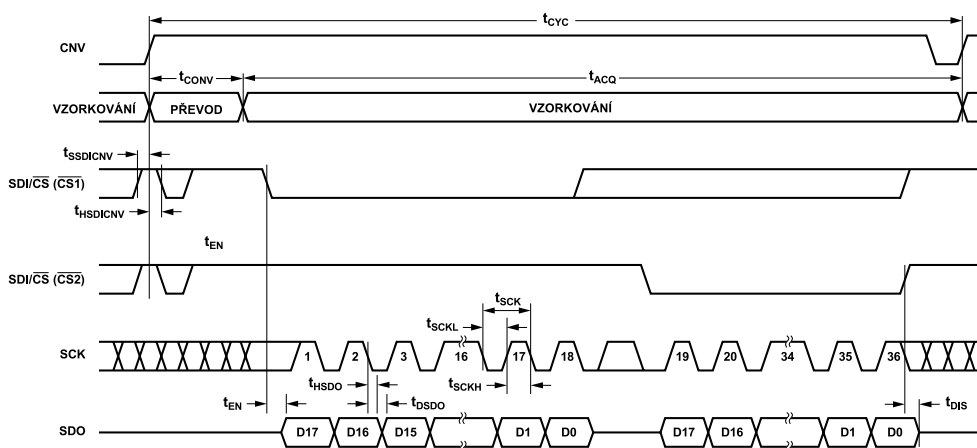 tCYC
CNV
tCONV
tACQ
VZORKOVÁNÍ PŘEVOD VZORKOVÁNÍ
tSSDICNV
SDI/CS (CS1)
tHSDICNV
tEN
SDI/CS (CS2)
tSCK
tSCKL
SCK 1 2 3 16 17 18 19 20 34 35 36
tHSDO tSCKH
tEN tDSDO tDIS
SDO D17 D16 D15 D1 D0 D17 D16 D1 D0